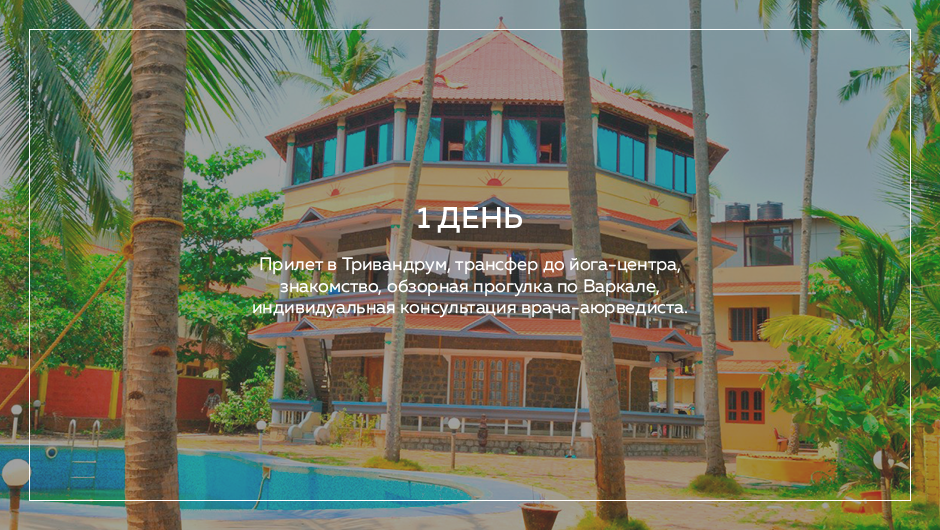 1 ДЕНЬ
Прилет в Тривандрум, трансфер до йога-центра,
знакомство, обзорная прогулка по Варкале,
индивидуальная консультация врача-аюрведиста.